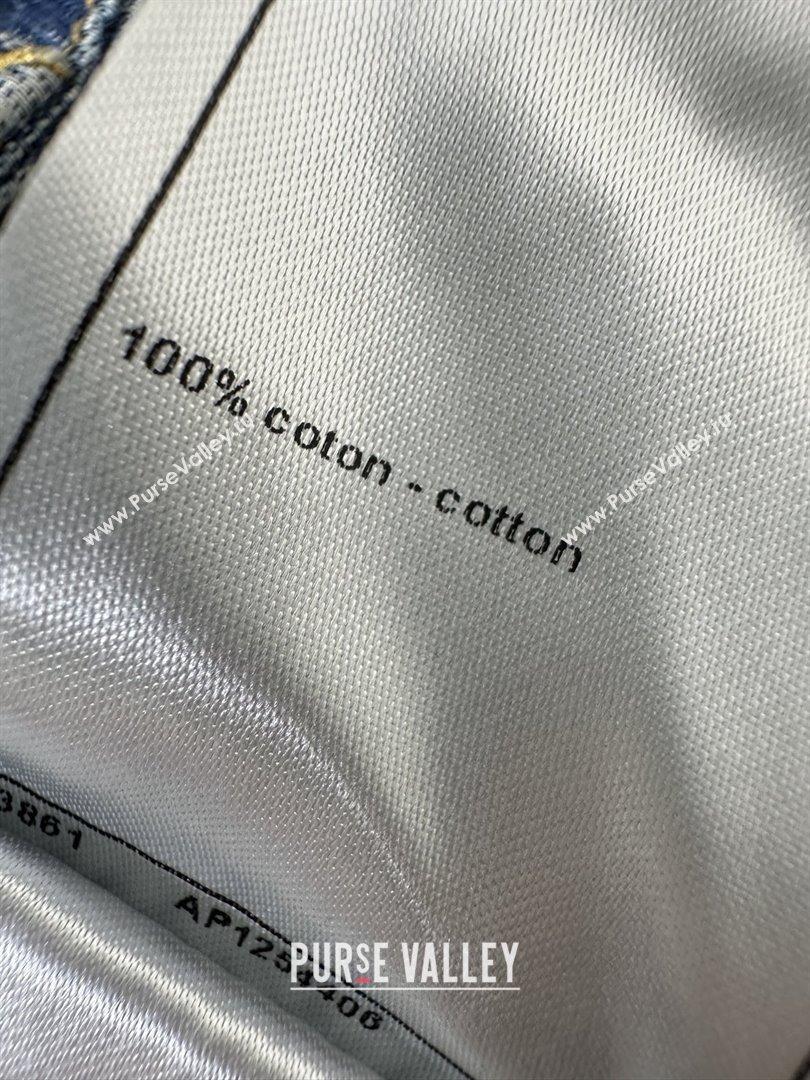 100% coton - cotton
www.PurseValley.ru
www.PurseValley.ru
3861
PURSE VALLEY